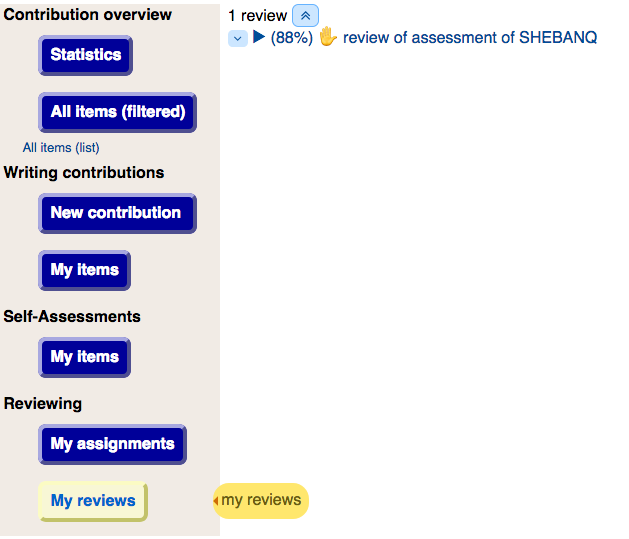 Contribution overview
Statistics
All items (filtered)
All items (list)
Writing contributions
New contribution
My items
Self-Assessments
My items
Reviewing
My assignments
My reviews
my reviews
1 review
(88%) ✋ review of assessment of SHEBANQ